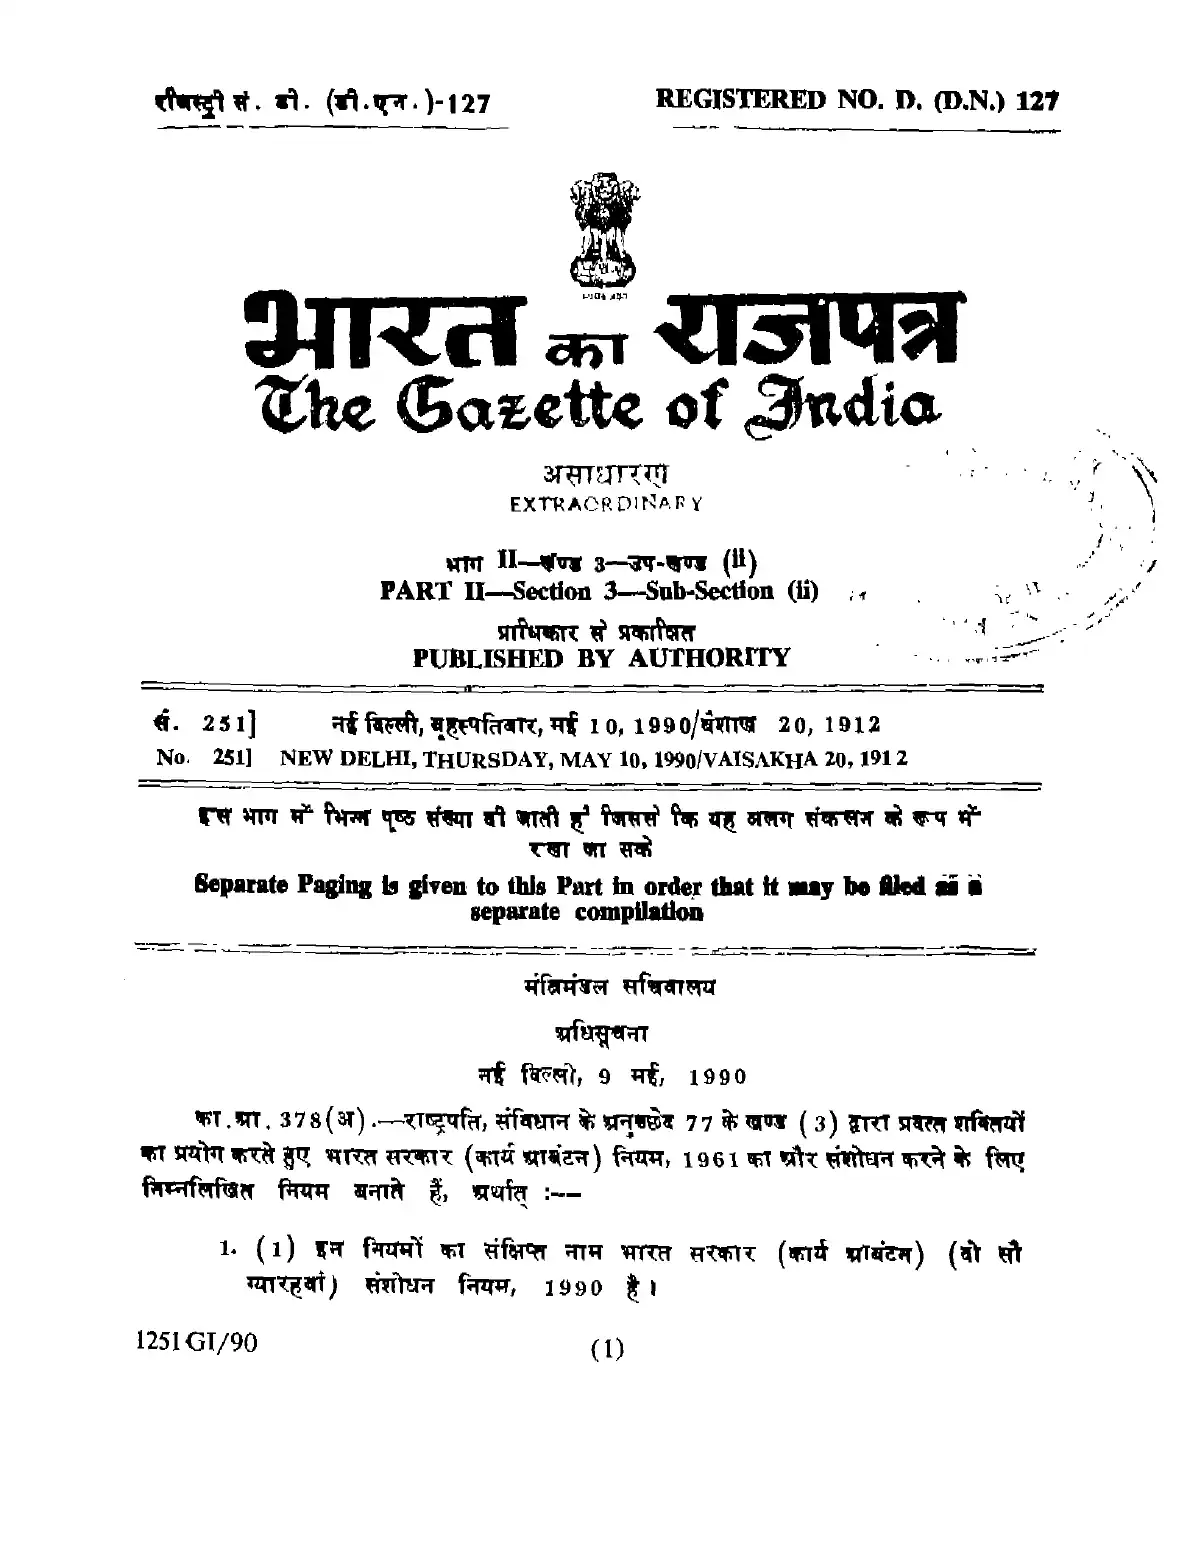 रजिस्ट्री सं. डी. (डी.एन.)-127
REGISTERED NO. D. (D.N.) 127
भारत का राजपत्र
The Gazette of India
असाधारण
EXTRAORDINARY
भाग II—खण्ड 3—उप-खण्ड (ii)
PART II—Section 3—Sub-Section (ii)
प्राधिकार से प्रकाशित
PUBLISHED BY AUTHORITY
सं. 251] नई दिल्ली, बृहस्पतिवार, मई 10, 1990/वैशाख 20, 1912
No. 251] NEW DELHI, THURSDAY, MAY 10, 1990/VAISAKHA 20, 1912
इस भाग में भिन्न पृष्ठ संख्या दी जाती है जिससे कि यह अलग संकलन के रूप में
रखा जा सके
Separate Paging is given to this Part in order that it may be filed as a
separate compilation
मंत्रिमंडल सचिवालय
अधिसूचना
नई दिल्ली, 9 मई, 1990
का.आ. 378(अ).—राष्ट्रपति, संविधान के अनुच्छेद 77 के खण्ड (3) द्वारा प्रदत्त शक्तियों
का प्रयोग करते हुए भारत सरकार (कार्य आबंटन) नियम, 1961 का और संशोधन करने के लिए
निम्नलिखित नियम बनाते हैं, अर्थात् :--
1. (1) इन नियमों का संक्षिप्त नाम भारत सरकार (कार्य आबंटन) (दो सौ
ग्यारहवां) संशोधन नियम, 1990 है।
1251 GI/90
(1)